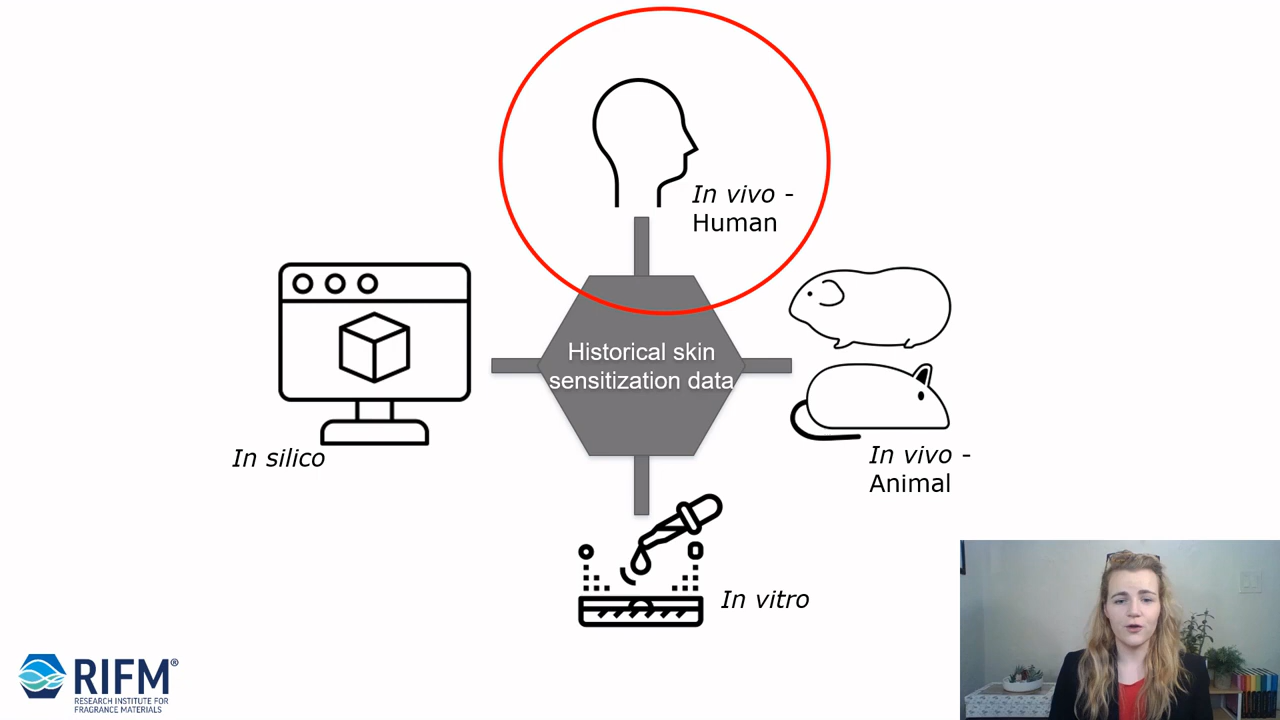 In vivo -
Human
Historical skin
sensitization data
In silico
In vivo -
Animal
In vitro
RIFM®
RESEARCH INSTITUTE FOR
FRAGRANCE MATERIALS